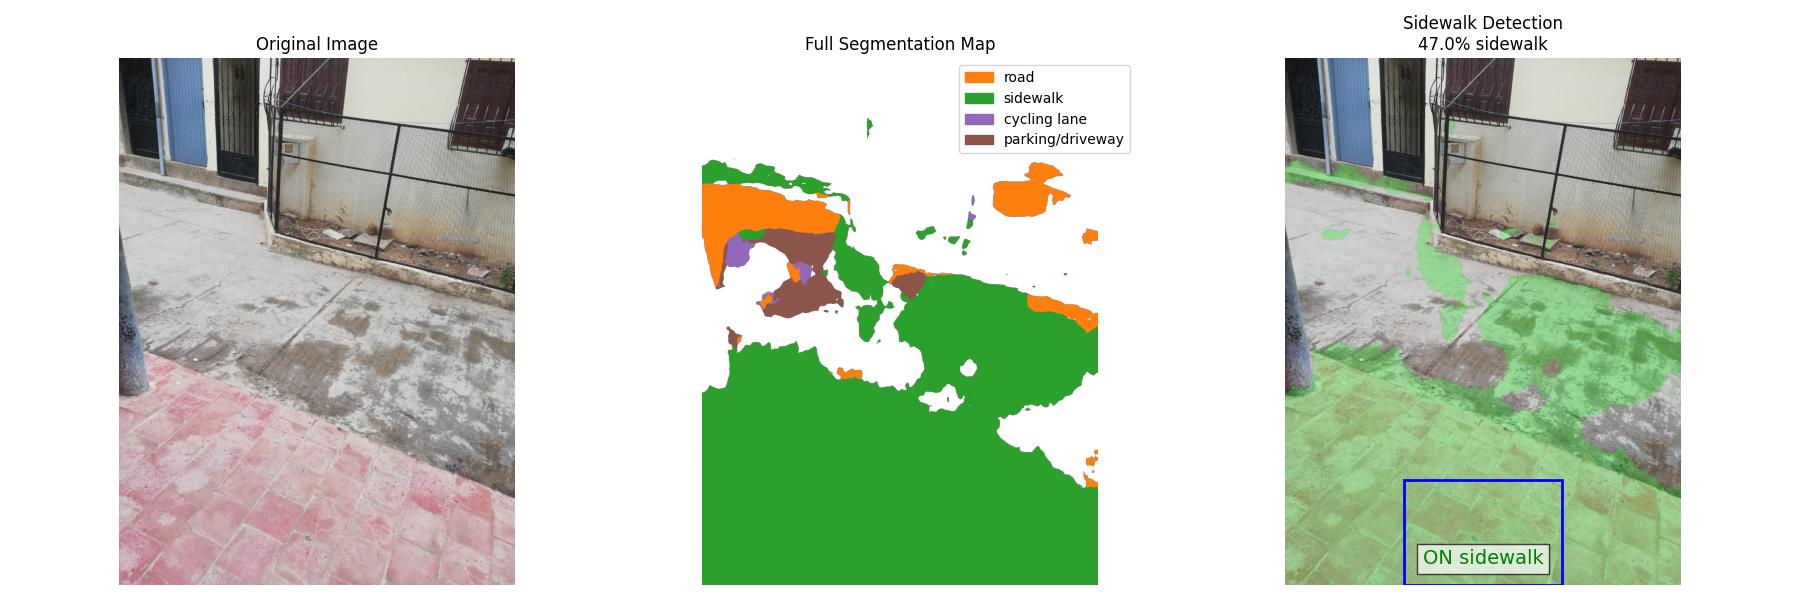 Original Image
Full Segmentation Map
road
sidewalk
cycling lane
parking/driveway
Sidewalk Detection
47.0% sidewalk
ON sidewalk